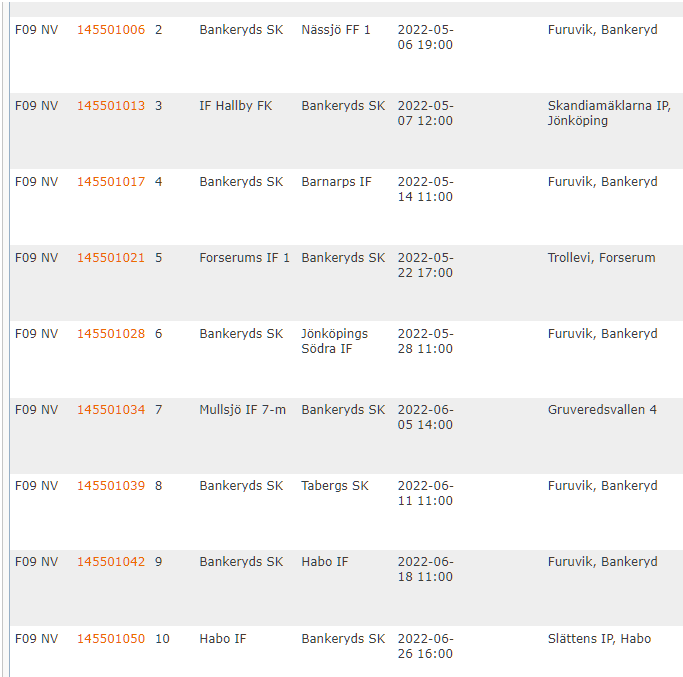 F09 NV 145501006 2 Bankeryds SK Nässjö FF 1 2022-05- Furuvik, Bankeryd
06 19:00
F09 NV 145501013 3 IF Hallby FK Bankeryds SK 2022-05- Skandiamäklarna IP,
07 12:00 Jönköping
F09 NV 145501017 4 Bankeryds SK Barnarps IF 2022-05- Furuvik, Bankeryd
14 11:00
F09 NV 145501021 5 Forserums IF 1 Bankeryds SK 2022-05- Trollevi, Forserum
22 17:00
F09 NV 145501028 6 Bankeryds SK Jönköpings 2022-05- Furuvik, Bankeryd
Södra IF 28 11:00
F09 NV 145501034 7 Mullsjö IF 7-m Bankeryds SK 2022-06- Gruveredsvallen 4
05 14:00
F09 NV 145501039 8 Bankeryds SK Tabergs SK 2022-06- Furuvik, Bankeryd
11 11:00
F09 NV 145501042 9 Bankeryds SK Habo IF 2022-06- Furuvik, Bankeryd
18 11:00
F09 NV 145501050 10 Habo IF Bankeryds SK 2022-06- Slättens IP, Habo
26 16:00